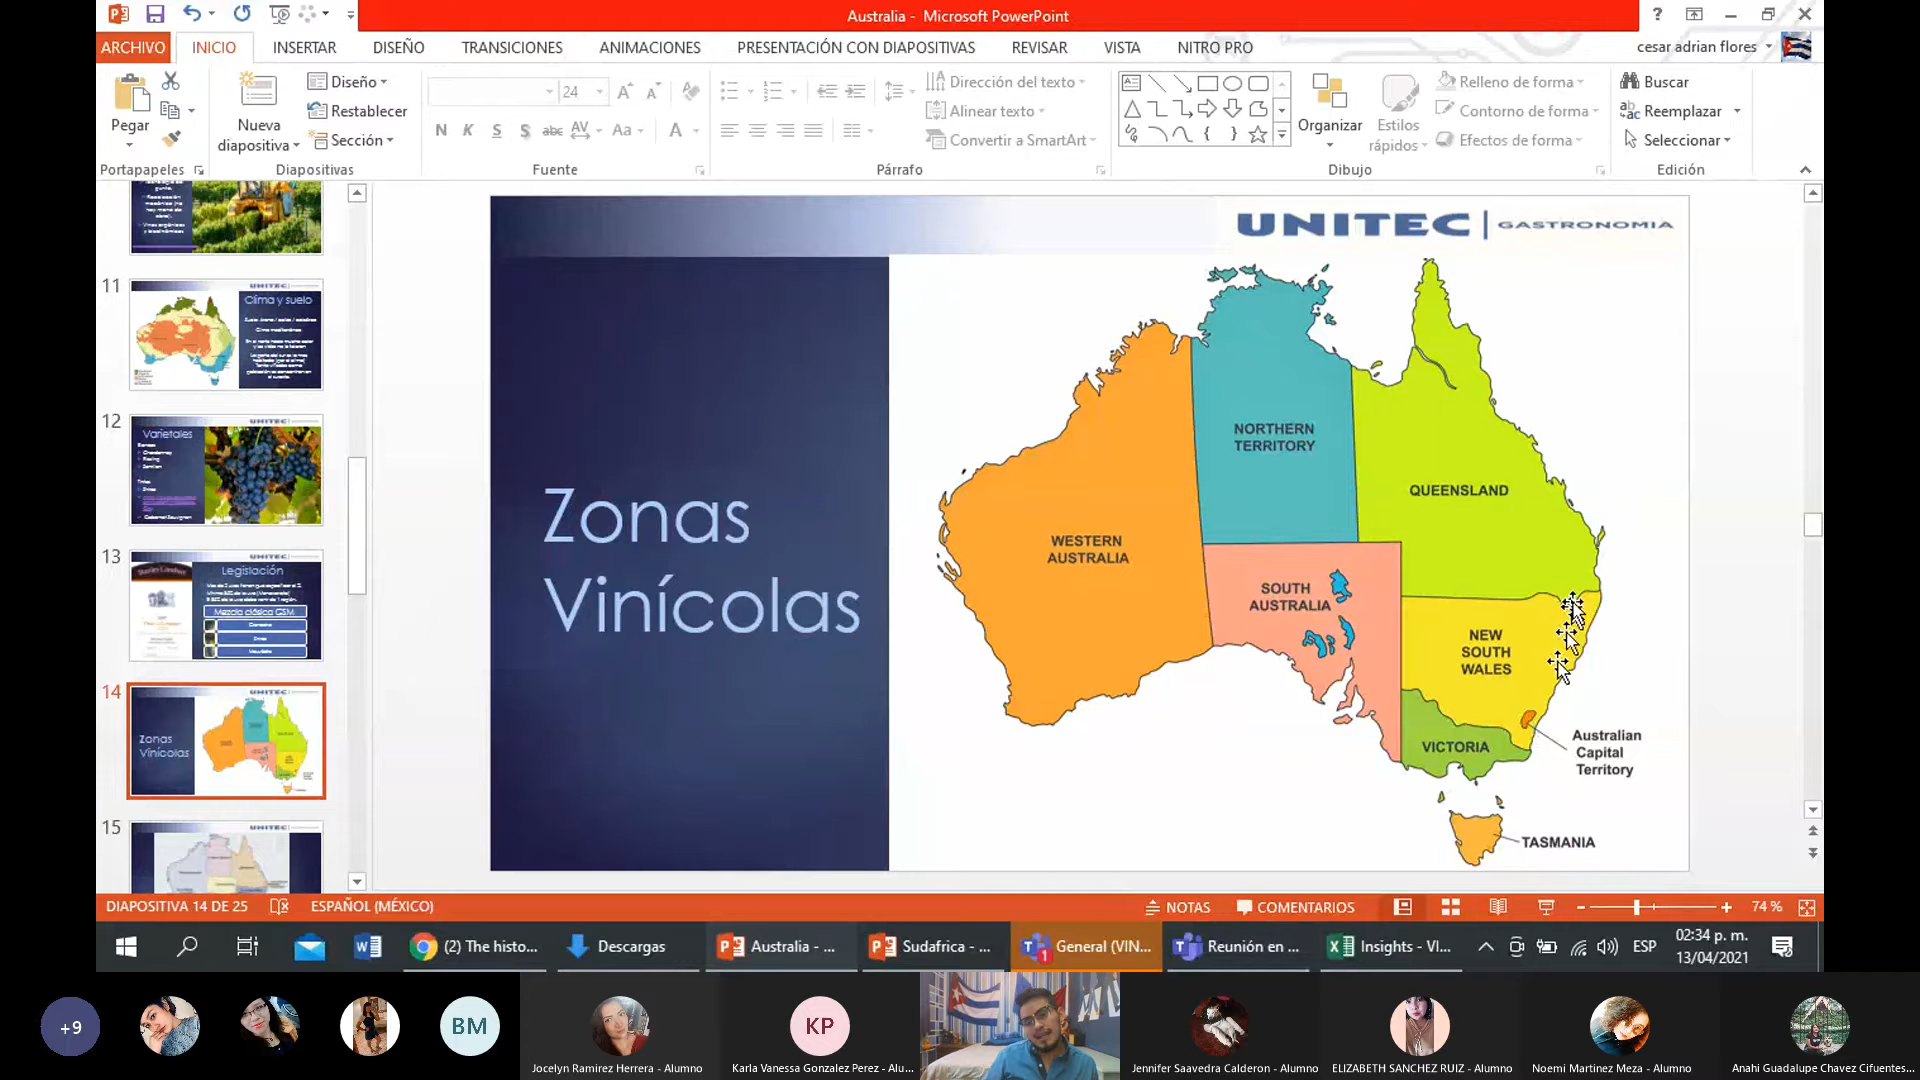 Australia - Microsoft PowerPoint
ARCHIVO INICIO INSERTAR DISEÑO TRANSICIONES ANIMACIONES PRESENTACIÓN CON DIAPOSITIVAS REVISAR VISTA NITRO PRO
cesar adrian flores
Pegar
Nueva
diapositiva
Diseño
Restablecer
Sección
24
N K S S abc AV Aa A
Dirección del texto
Alinear texto
Convertir a SmartArt
Organizar
Estilos
rápidos
Relleno de forma
Contorno de forma
Efectos de forma
Buscar
Reemplazar
Seleccionar
Portapapeles
Diapositivas
Fuente
Párrafo
Dibujo
Edición
11
Clima y suelo
12
Varietales
13
Legislación
Mezcla clásica GSM
14
Zonas
Vinícolas
15
UNITEC | GASTRONOMIA
Zonas
Vinícolas
NORTHERN
TERRITORY
QUEENSLAND
WESTERN
AUSTRALIA
SOUTH
AUSTRALIA
NEW
SOUTH
WALES
VICTORIA
Australian
Capital
Territory
TASMANIA
DIAPOSITIVA 14 DE 25
ESPAÑOL (MÉXICO)
NOTAS
COMENTARIOS
74 %
(2) The histo...
Descargas
Australia - ...
Sudafrica - ...
General (VIN...
Reunión en ...
Insights - VI...
ESP
02:34 p. m.
13/04/2021
+9
BM
KP
Jocelyn Ramirez Herrera - Alumno
Karla Vanessa Gonzalez Perez - Alu...
Jennifer Saavedra Calderon - Alumno
ELIZABETH SANCHEZ RUIZ - Alumno
Noemi Martinez Meza - Alumno
Anahi Guadalupe Chavez Cifuentes...